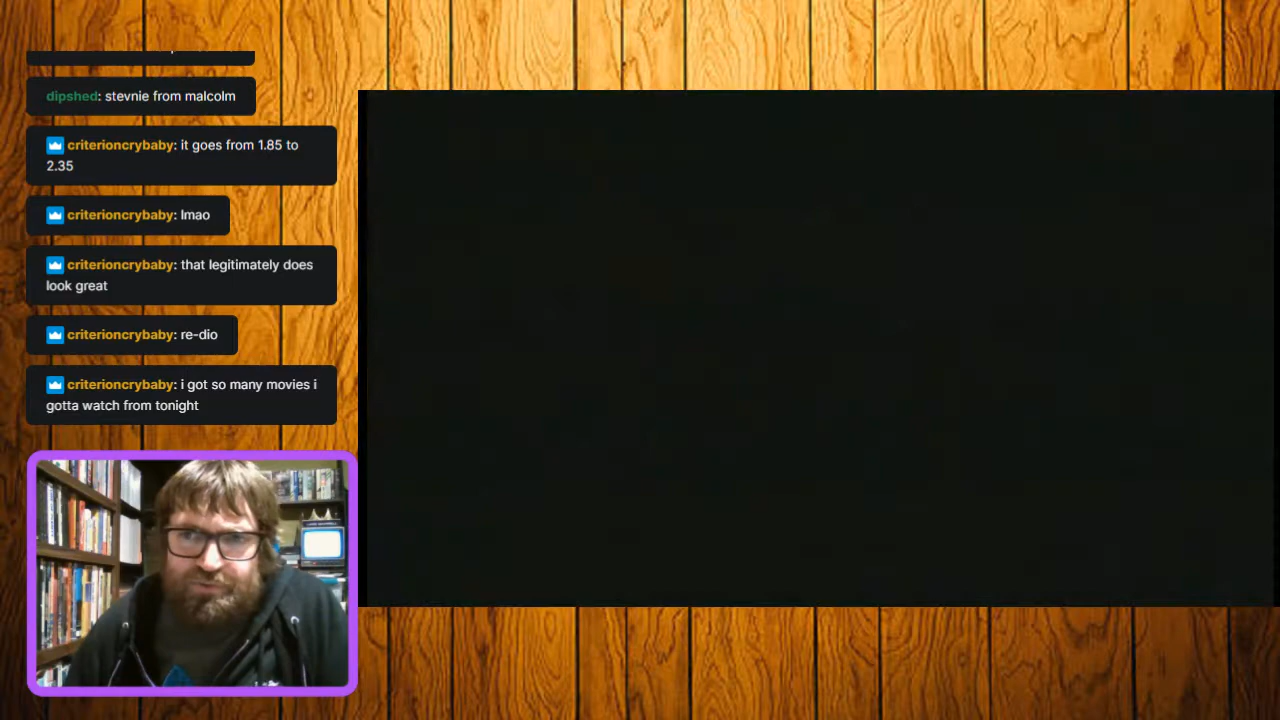 dipshed: stevnie from malcolm
criterioncrybaby: it goes from 1.85 to
2.35
criterioncrybaby: lmao
criterioncrybaby: that legitimately does
look great
criterioncrybaby: re-dio
criterioncrybaby: i got so many movies i
gotta watch from tonight